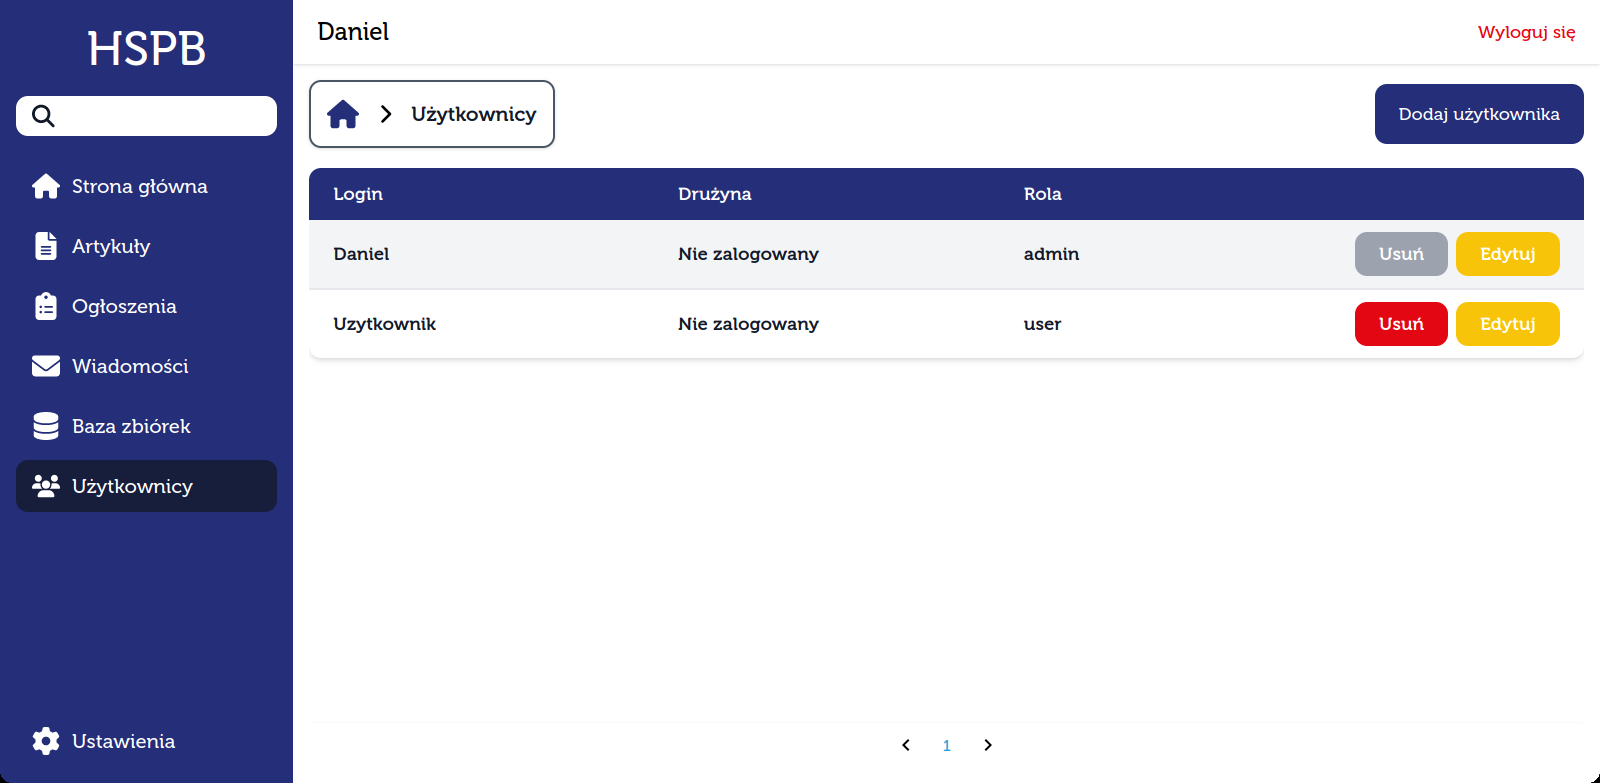 HSPB
Strona główna
Artykuły
Ogłoszenia
Wiadomości
Baza zbiórek
Użytkownicy
Ustawienia
Daniel
Wyloguj się
Użytkownicy
Dodaj użytkownika
Login Drużyna Rola
Daniel Nie zalogowany admin Usuń Edytuj
Uzytkownik Nie zalogowany user Usuń Edytuj
1